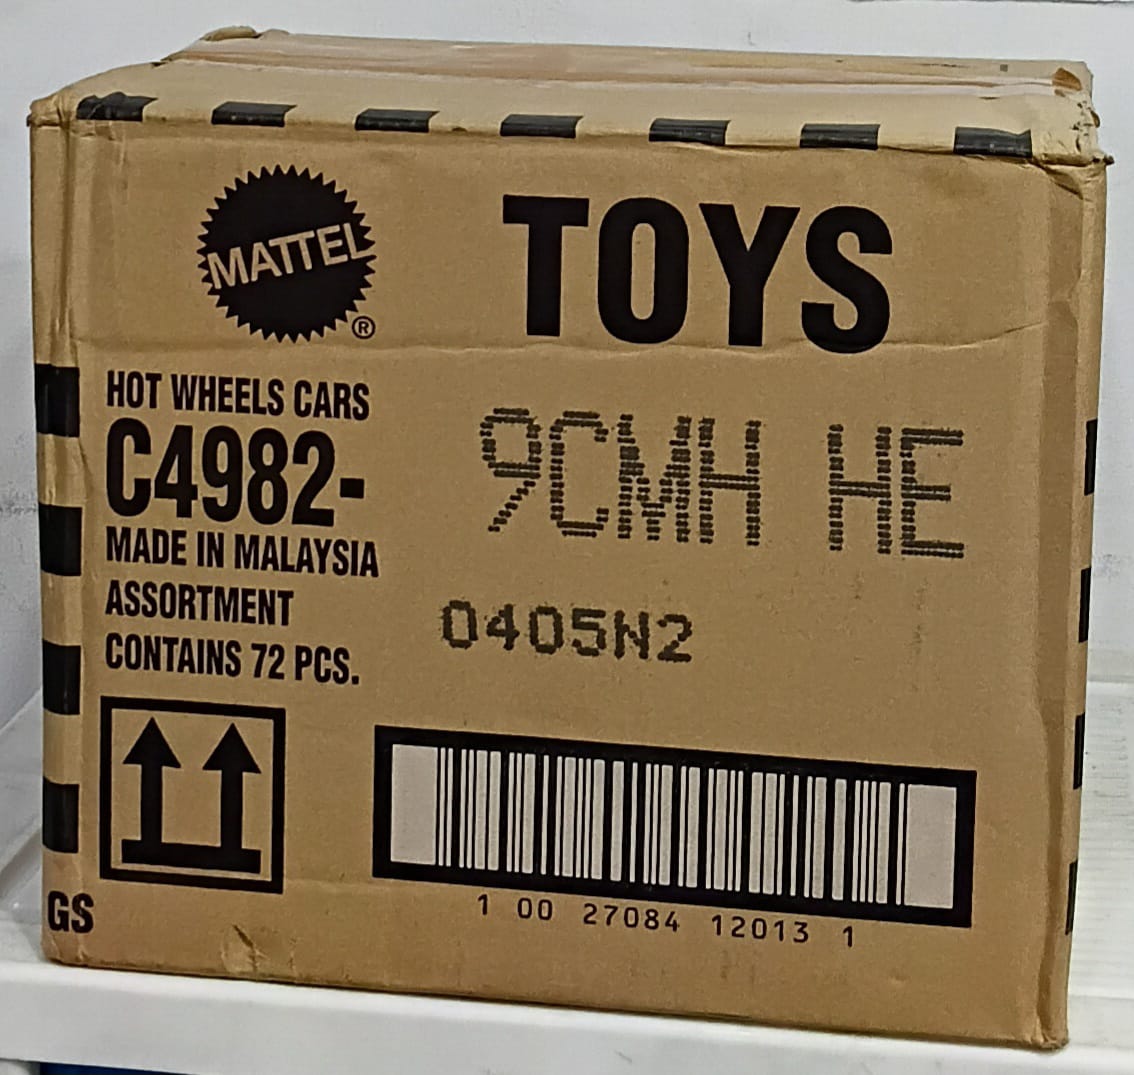 MATTEL
®
TOYS
HOT WHEELS CARS
C4982-
MADE IN MALAYSIA
ASSORTMENT
CONTAINS 72 PCS.
9CMH HE
0405N2
1 00 27084 12013 1
GS